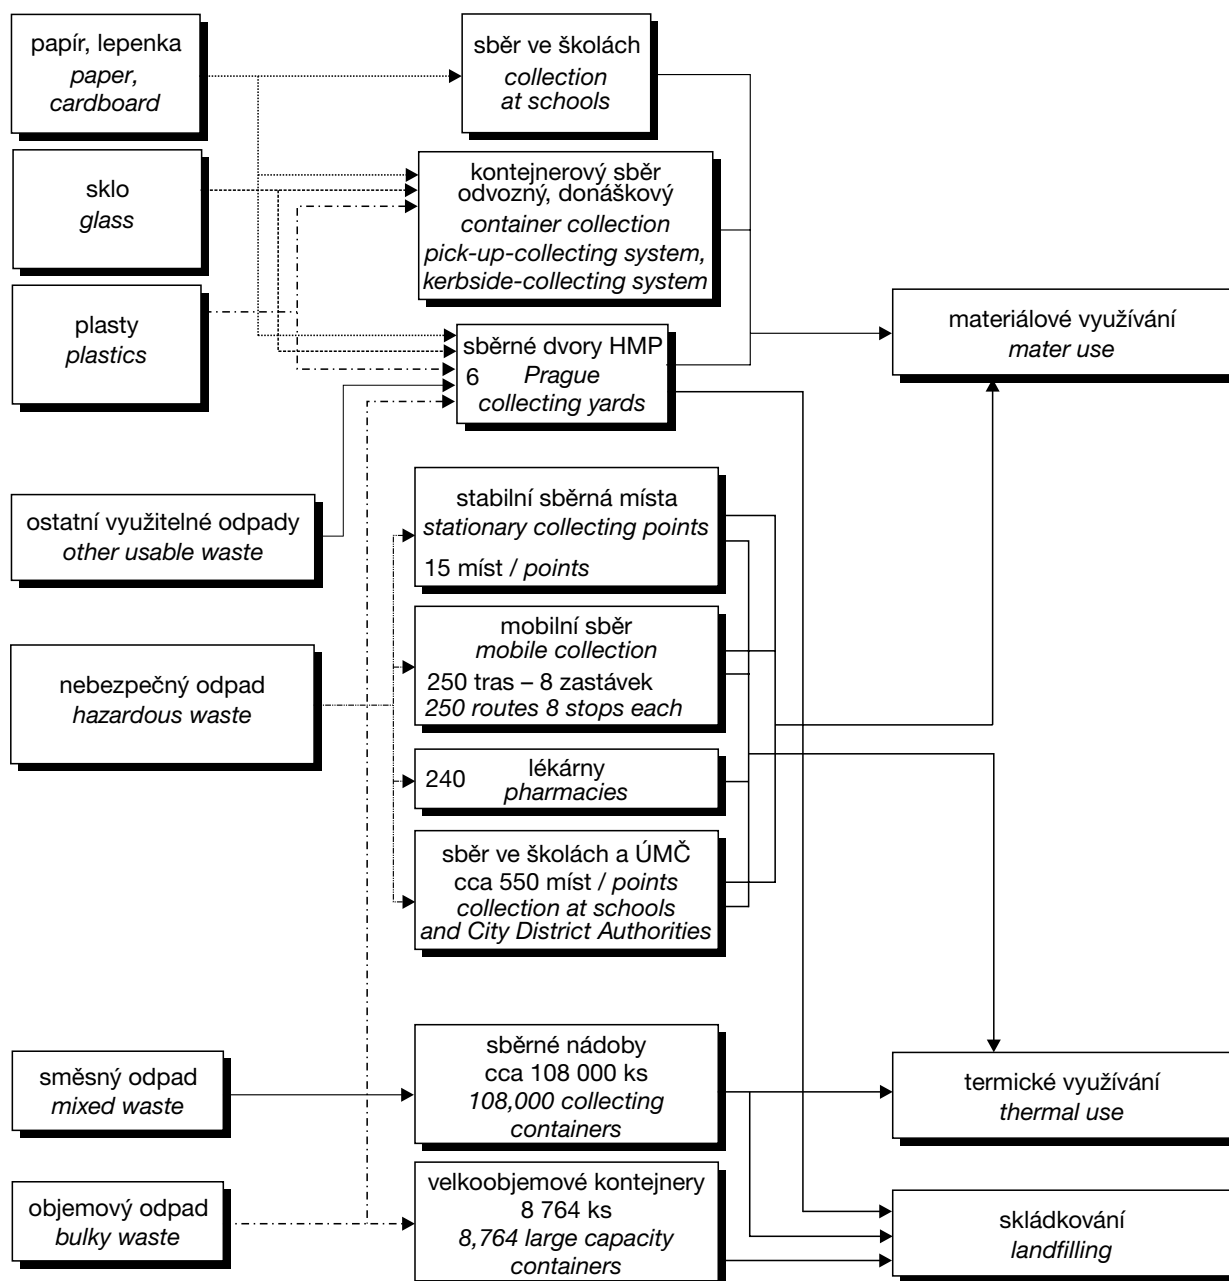 papír, lepenka
paper,
cardboard
sběr ve školách
collection
at schools
sklo
glass
kontejnerový sběr
odvozný, donáškový
container collection
pick-up-collecting system,
kerbside-collecting system
plasty
plastics
sběrné dvory HMP
6 Prague
collecting yards
materiálové využívání
mater use
ostatní využitelné odpady
other usable waste
stabilní sběrná místa
stationary collecting points
15 míst / points
nebezpečný odpad
hazardous waste
mobilní sběr
mobile collection
250 tras – 8 zastávek
250 routes 8 stops each
240 lékárny
pharmacies
sběr ve školách a ÚMČ
cca 550 míst / points
collection at schools
and City District Authorities
směsný odpad
mixed waste
sběrné nádoby
cca 108 000 ks
108,000 collecting
containers
termické využívání
thermal use
objemový odpad
bulky waste
velkoobjemové kontejnery
8 764 ks
8,764 large capacity
containers
skládkování
landfilling